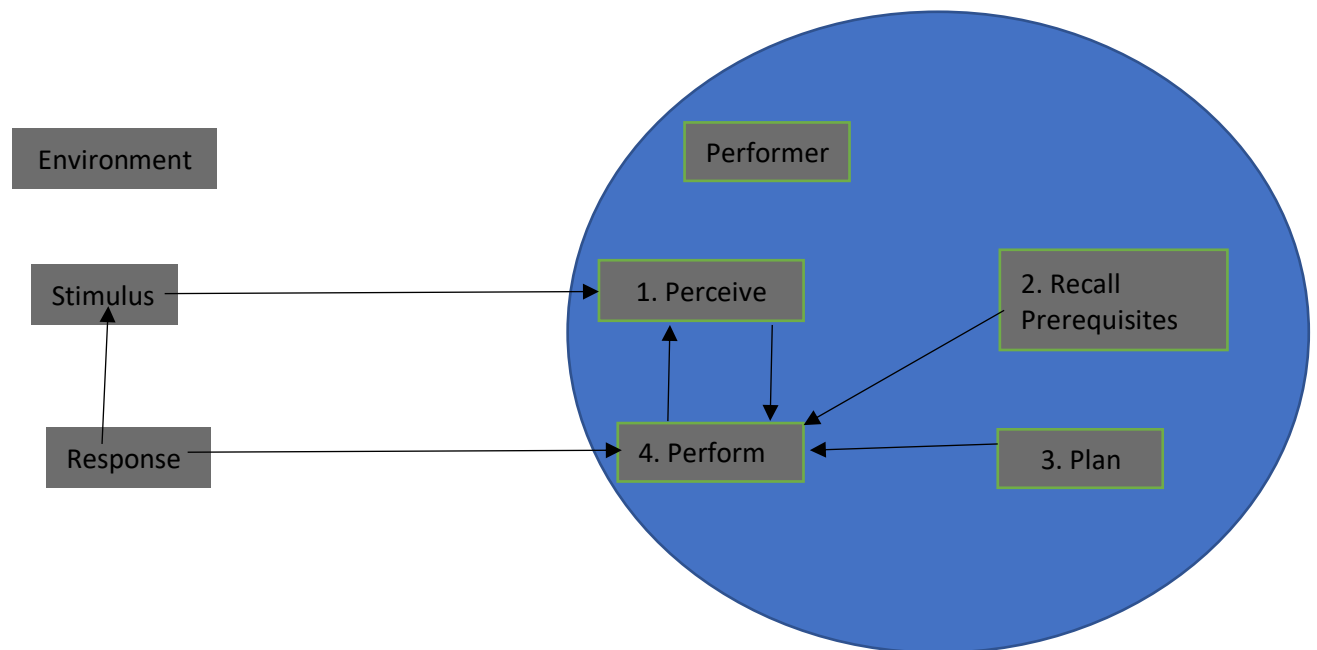 Environment
Performer
Stimulus
1. Perceive
2. Recall
Prerequisites
Response
4. Perform
3. Plan